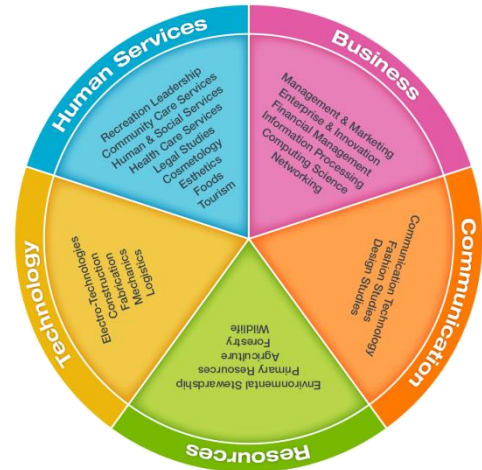 Human Services
Recreation Leadership
Community Care Services
Human & Social Services
Health Care Services
Legal Studies
Cosmetology
Esthetics
Foods
Tourism
Business
Management & Marketing
Enterprise & Innovation
Financial Management
Information Processing
Computing Science
Networking
Communication
Communication Technology
Fashion Studies
Design Studies
Resources
Environmental Stewardship
Primary Resources
Agriculture
Forestry
Wildlife
Technology
Electro-Technologies
Construction
Fabrication
Mechanics
Logistics